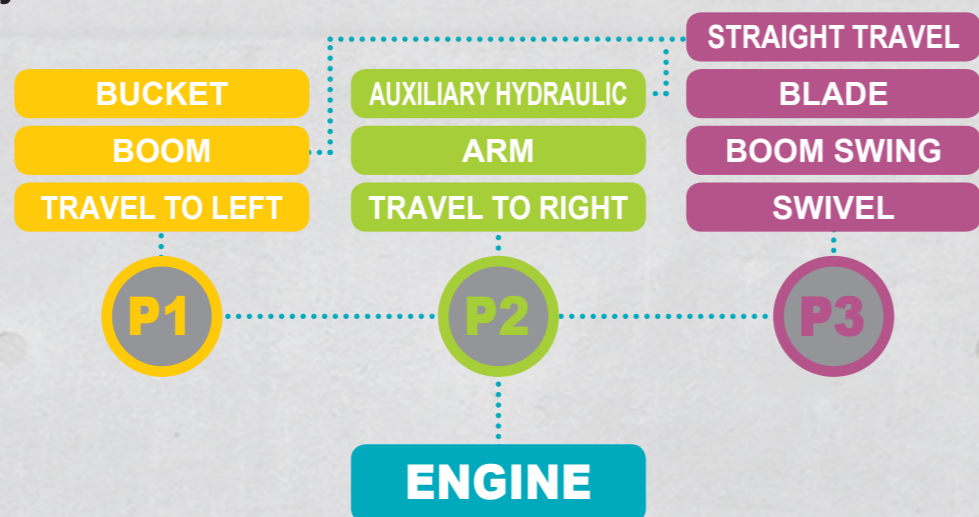 STRAIGHT TRAVEL
BUCKET
AUXILIARY HYDRAULIC
BLADE
BOOM
ARM
BOOM SWING
TRAVEL TO LEFT
TRAVEL TO RIGHT
SWIVEL
P1
P2
P3
ENGINE